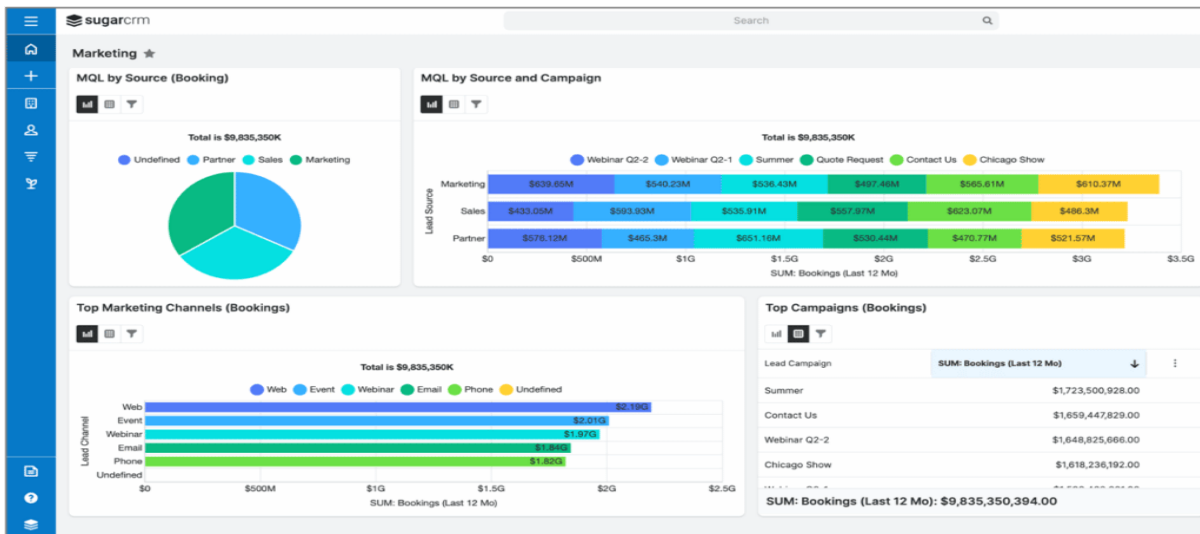 sugarcrm
Search
Marketing
MQL by Source (Booking)
Total is $9,835,350K
Undefined Partner Sales Marketing
MQL by Source and Campaign
Total is $9,835,350K
Webinar Q2-2 Webinar Q2-1 Summer Quote Request Contact Us Chicago Show
Lead Source
Marketing $639.65M $540.23M $536.43M $497.46M $565.61M $610.37M
Sales $433.05M $593.93M $535.91M $557.97M $623.07M $486.3M
Partner $576.12M $465.3M $651.16M $530.44M $470.77M $521.57M
$0 $500M $1G $1.5G $2G $2.5G $3G $3.5G
SUM: Bookings (Last 12 Mo)
Top Marketing Channels (Bookings)
Total is $9,835,350K
Web Event Webinar Email Phone Undefined
Lead Channel
Web $2.19G
Event $2.01G
Webinar $1.97G
Email $1.84G
Phone $1.82G
Undefined
$0 $500M $1G $1.5G $2G $2.5G
SUM: Bookings (Last 12 Mo)
Top Campaigns (Bookings)
Lead Campaign SUM: Bookings (Last 12 Mo)
Summer $1,723,500,928.00
Contact Us $1,659,447,829.00
Webinar Q2-2 $1,648,825,666.00
Chicago Show $1,618,236,192.00
SUM: Bookings (Last 12 Mo): $9,835,350,394.00